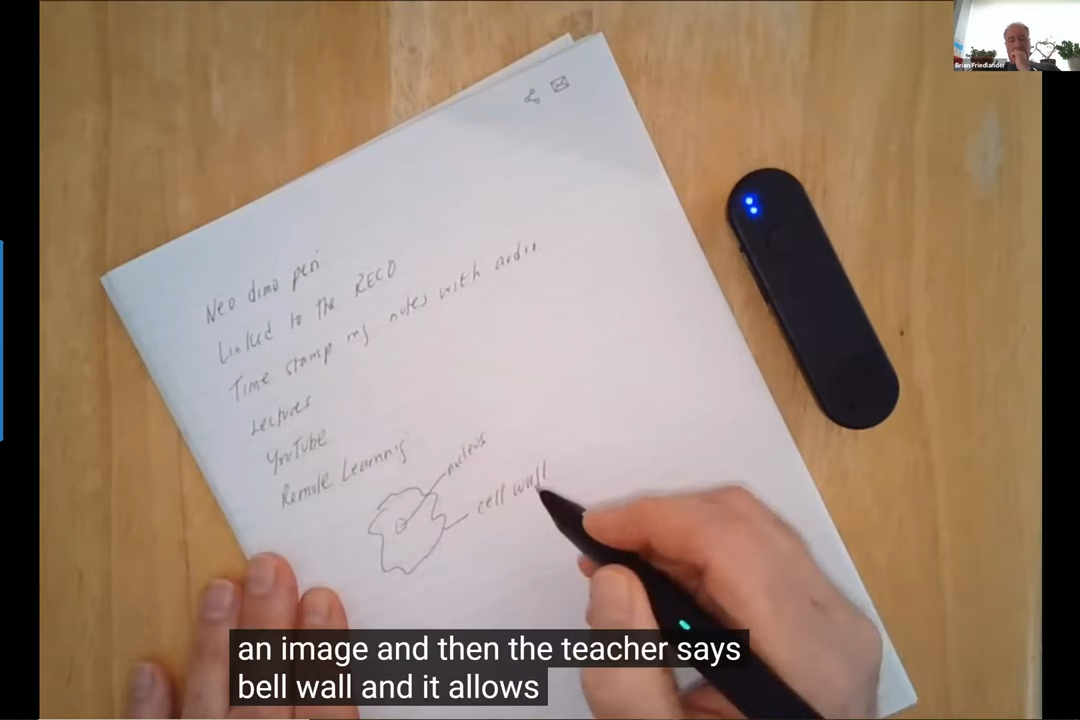 Brian Friedlander
Neo dimo pen
Linked to the RECO
Time stamp my notes with audio
Lectures
YouTube
Remote Learning
nucleus
cell wall
an image and then the teacher says
bell wall and it allows